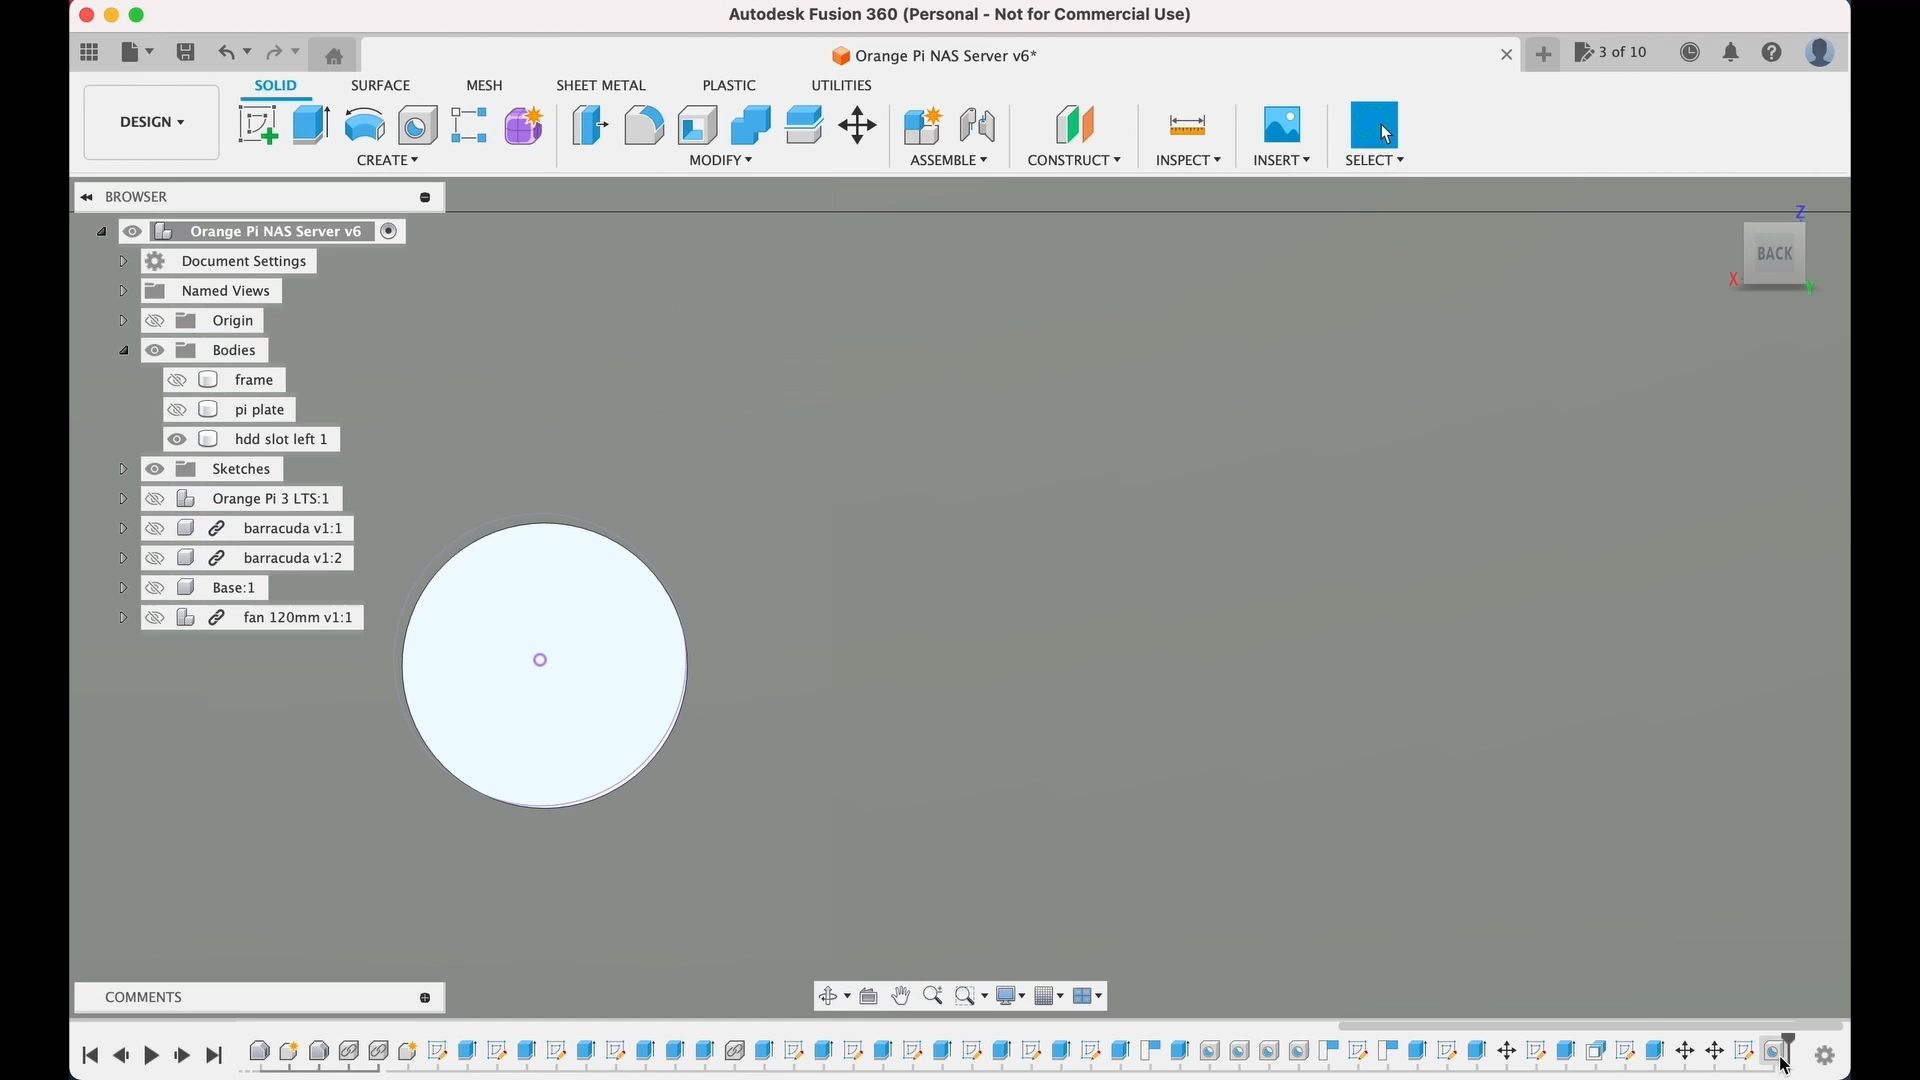 Autodesk Fusion 360 (Personal - Not for Commercial Use)
Orange Pi NAS Server v6*
3 of 10
SOLID
SURFACE
MESH
SHEET METAL
PLASTIC
UTILITIES
DESIGN
CREATE
MODIFY
ASSEMBLE
CONSTRUCT
INSPECT
INSERT
SELECT
BROWSER
Orange Pi NAS Server v6
Document Settings
Named Views
Origin
Bodies
frame
pi plate
hdd slot left 1
Sketches
Orange Pi 3 LTS:1
barracuda v1:1
barracuda v1:2
Base:1
fan 120mm v1:1
Z
BACK
X
Y
COMMENTS